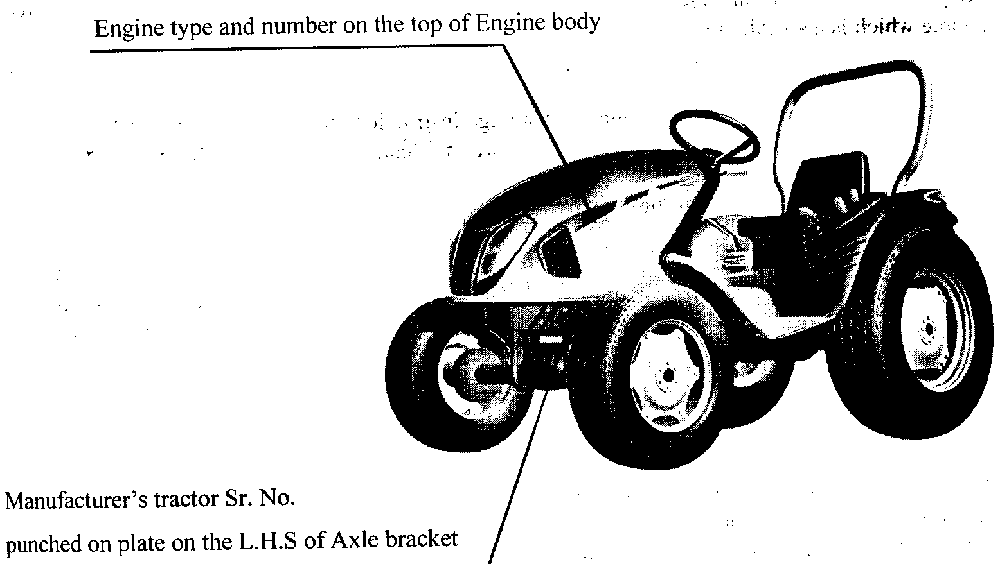 Engine type and number on the top of Engine body
Manufacturer's tractor Sr. No.
punched on plate on the L.H.S of Axle bracket